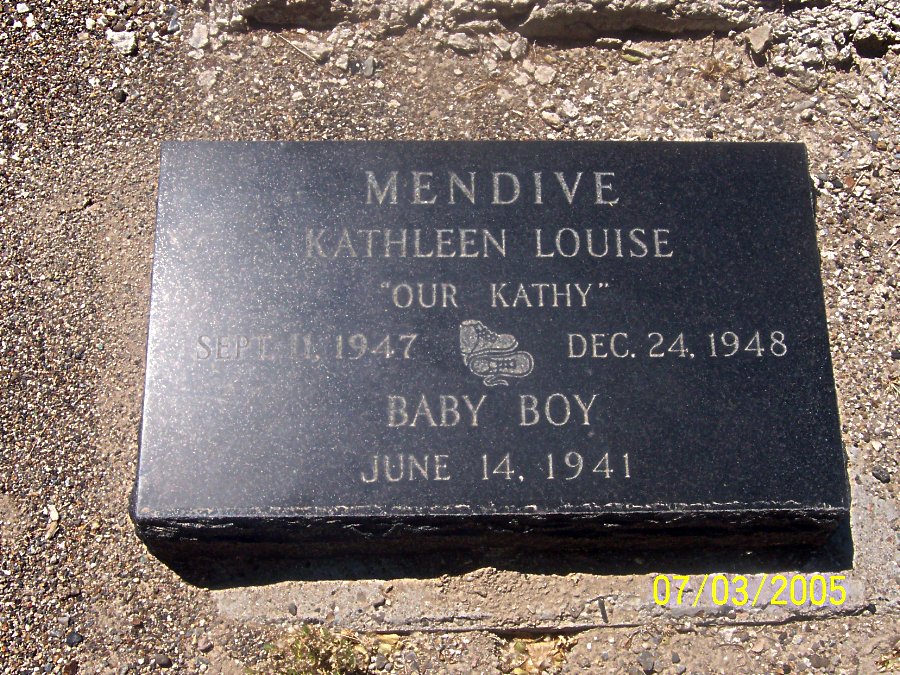 MENDIVE
KATHLEEN LOUISE
"OUR KATHY"
SEPT. 11, 1947 DEC. 24, 1948
BABY BOY
JUNE 14, 1941
07/03/2005